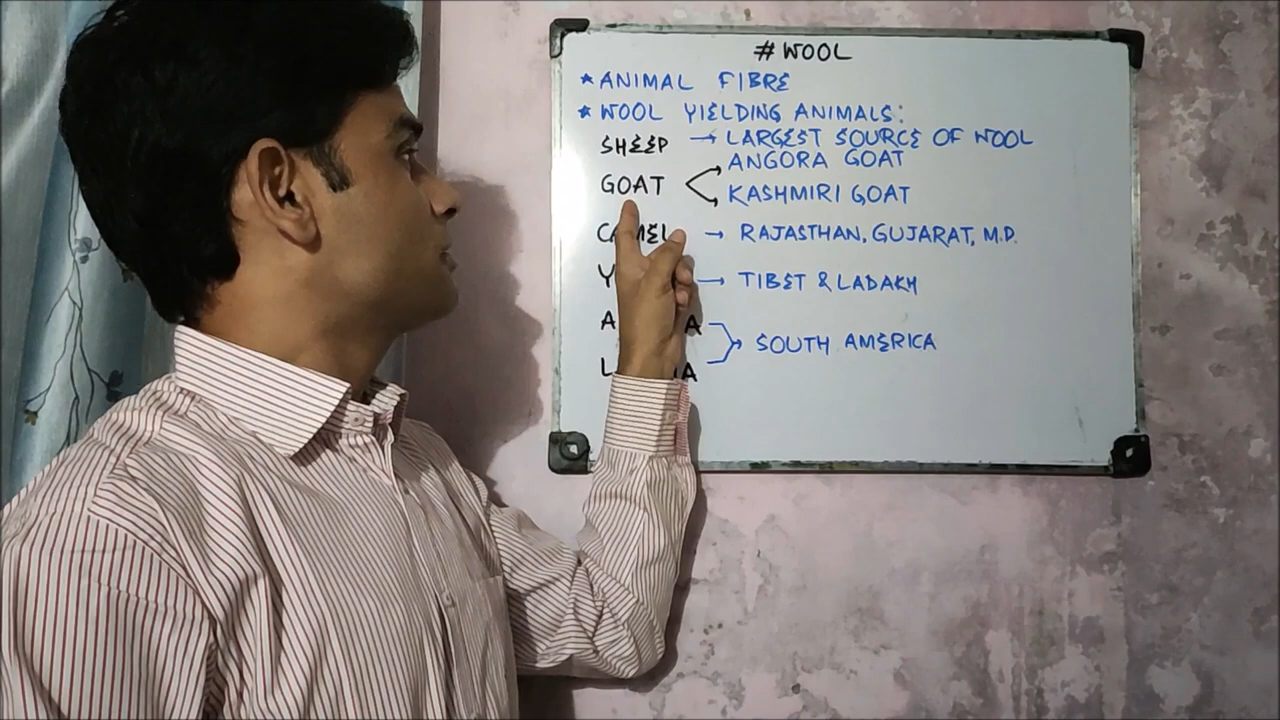 # WOOL
* ANIMAL FIBRE
* WOOL YIELDING ANIMALS:
SHEEP → LARGEST SOURCE OF WOOL
ANGORA GOAT
GOAT
KASHMIRI GOAT
CAMEL → RAJASTHAN, GUJARAT, M.P.
→ TIBET & LADAKH
SOUTH AMERICA